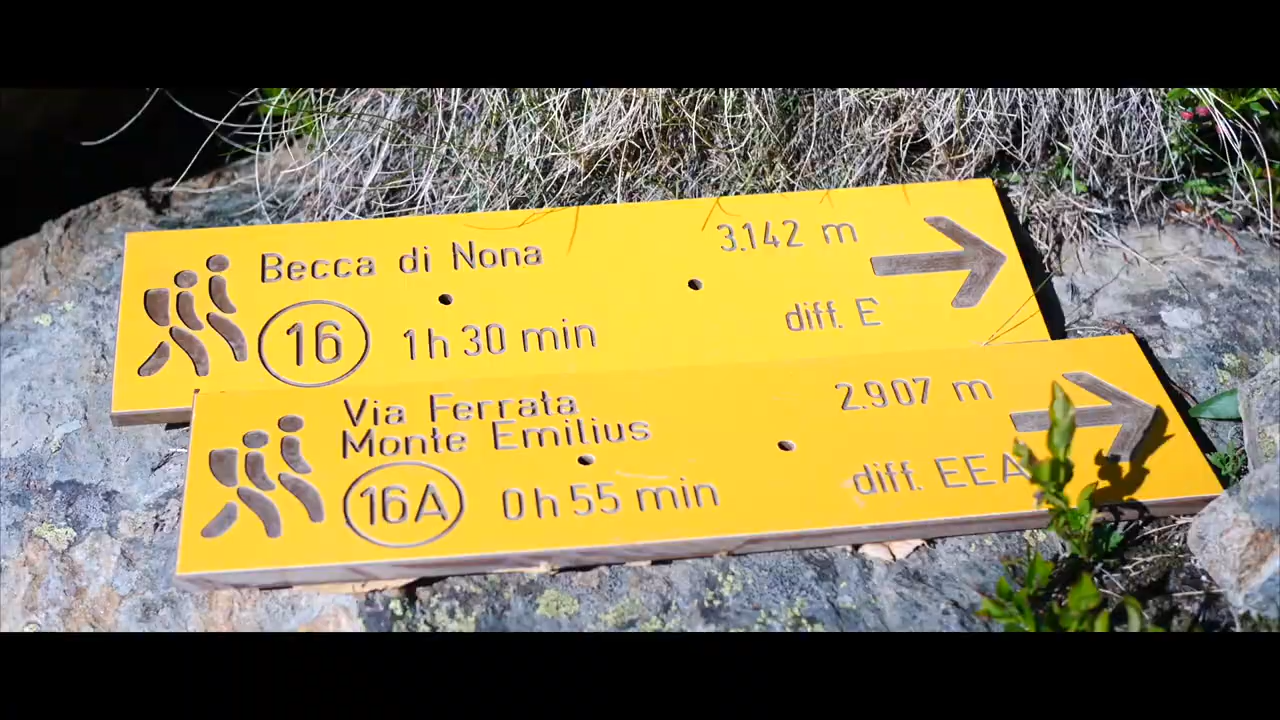 Becca di Nona 3.142 m
16 1h 30 min diff. E
Via Ferrata
Monte Emilius 2.907 m
16A 0h 55 min diff. EEA